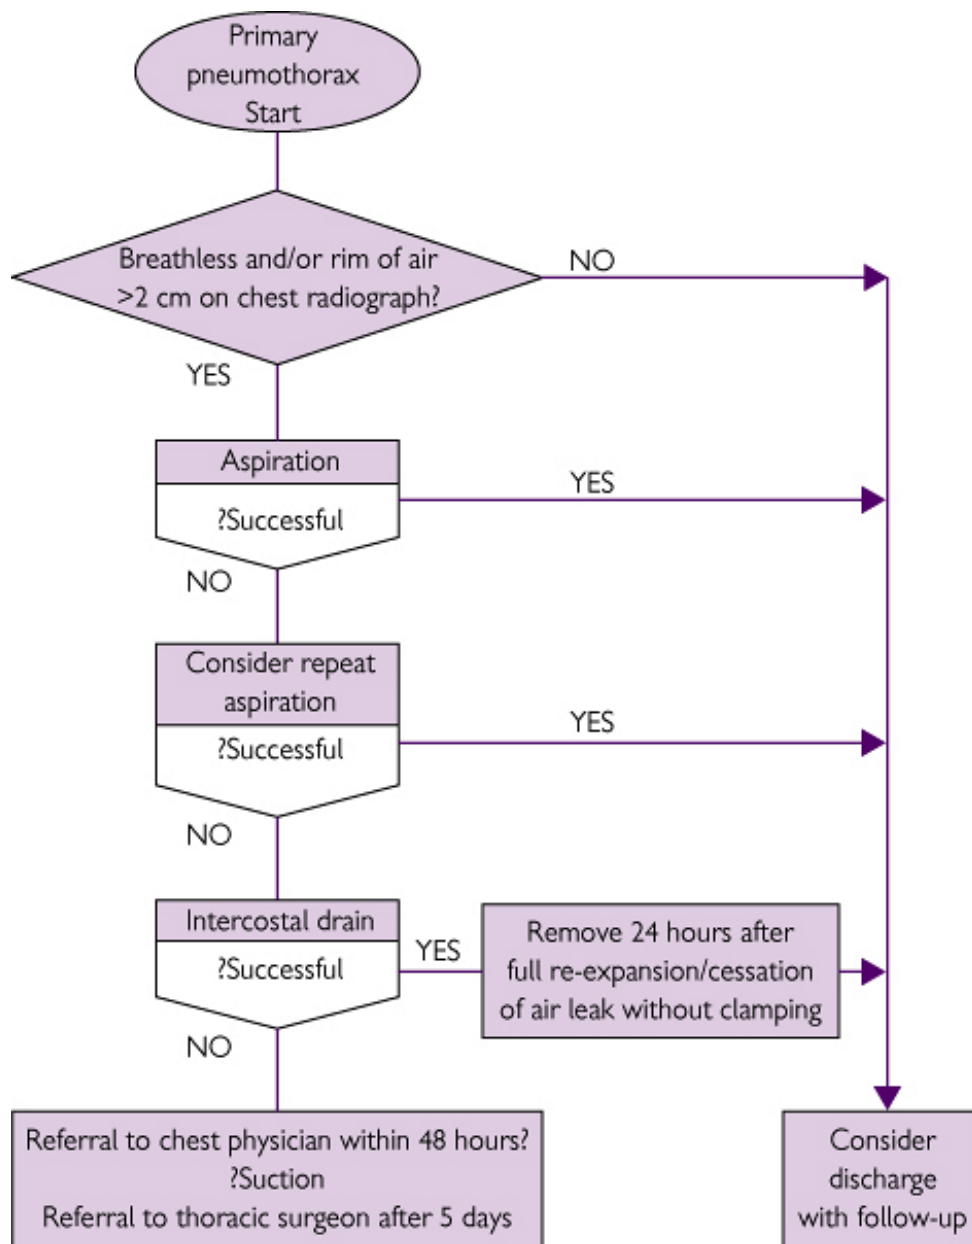 Primary
pneumothorax
Start
Breathless and/or rim of air
>2 cm on chest radiograph?
NO
YES
Aspiration
?Successful
YES
NO
Consider repeat
aspiration
?Successful
YES
NO
Intercostal drain
?Successful
YES
Remove 24 hours after
full re-expansion/cessation
of air leak without clamping
NO
Referral to chest physician within 48 hours?
?Suction
Referral to thoracic surgeon after 5 days
Consider
discharge
with follow-up